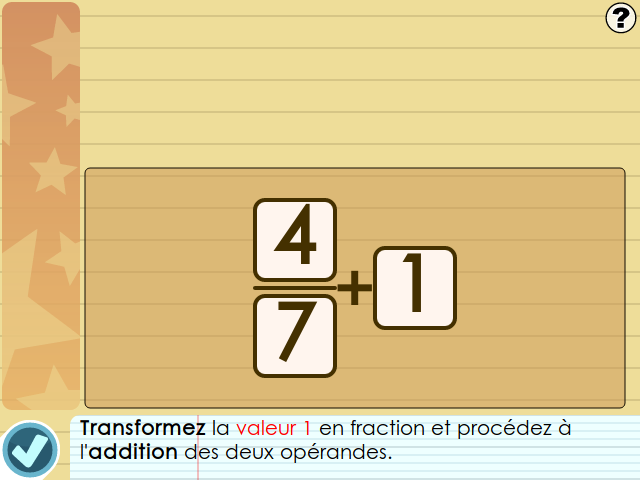 ?
4
7
+
1
Transformez la valeur 1 en fraction et procédez à
l'addition des deux opérandes.